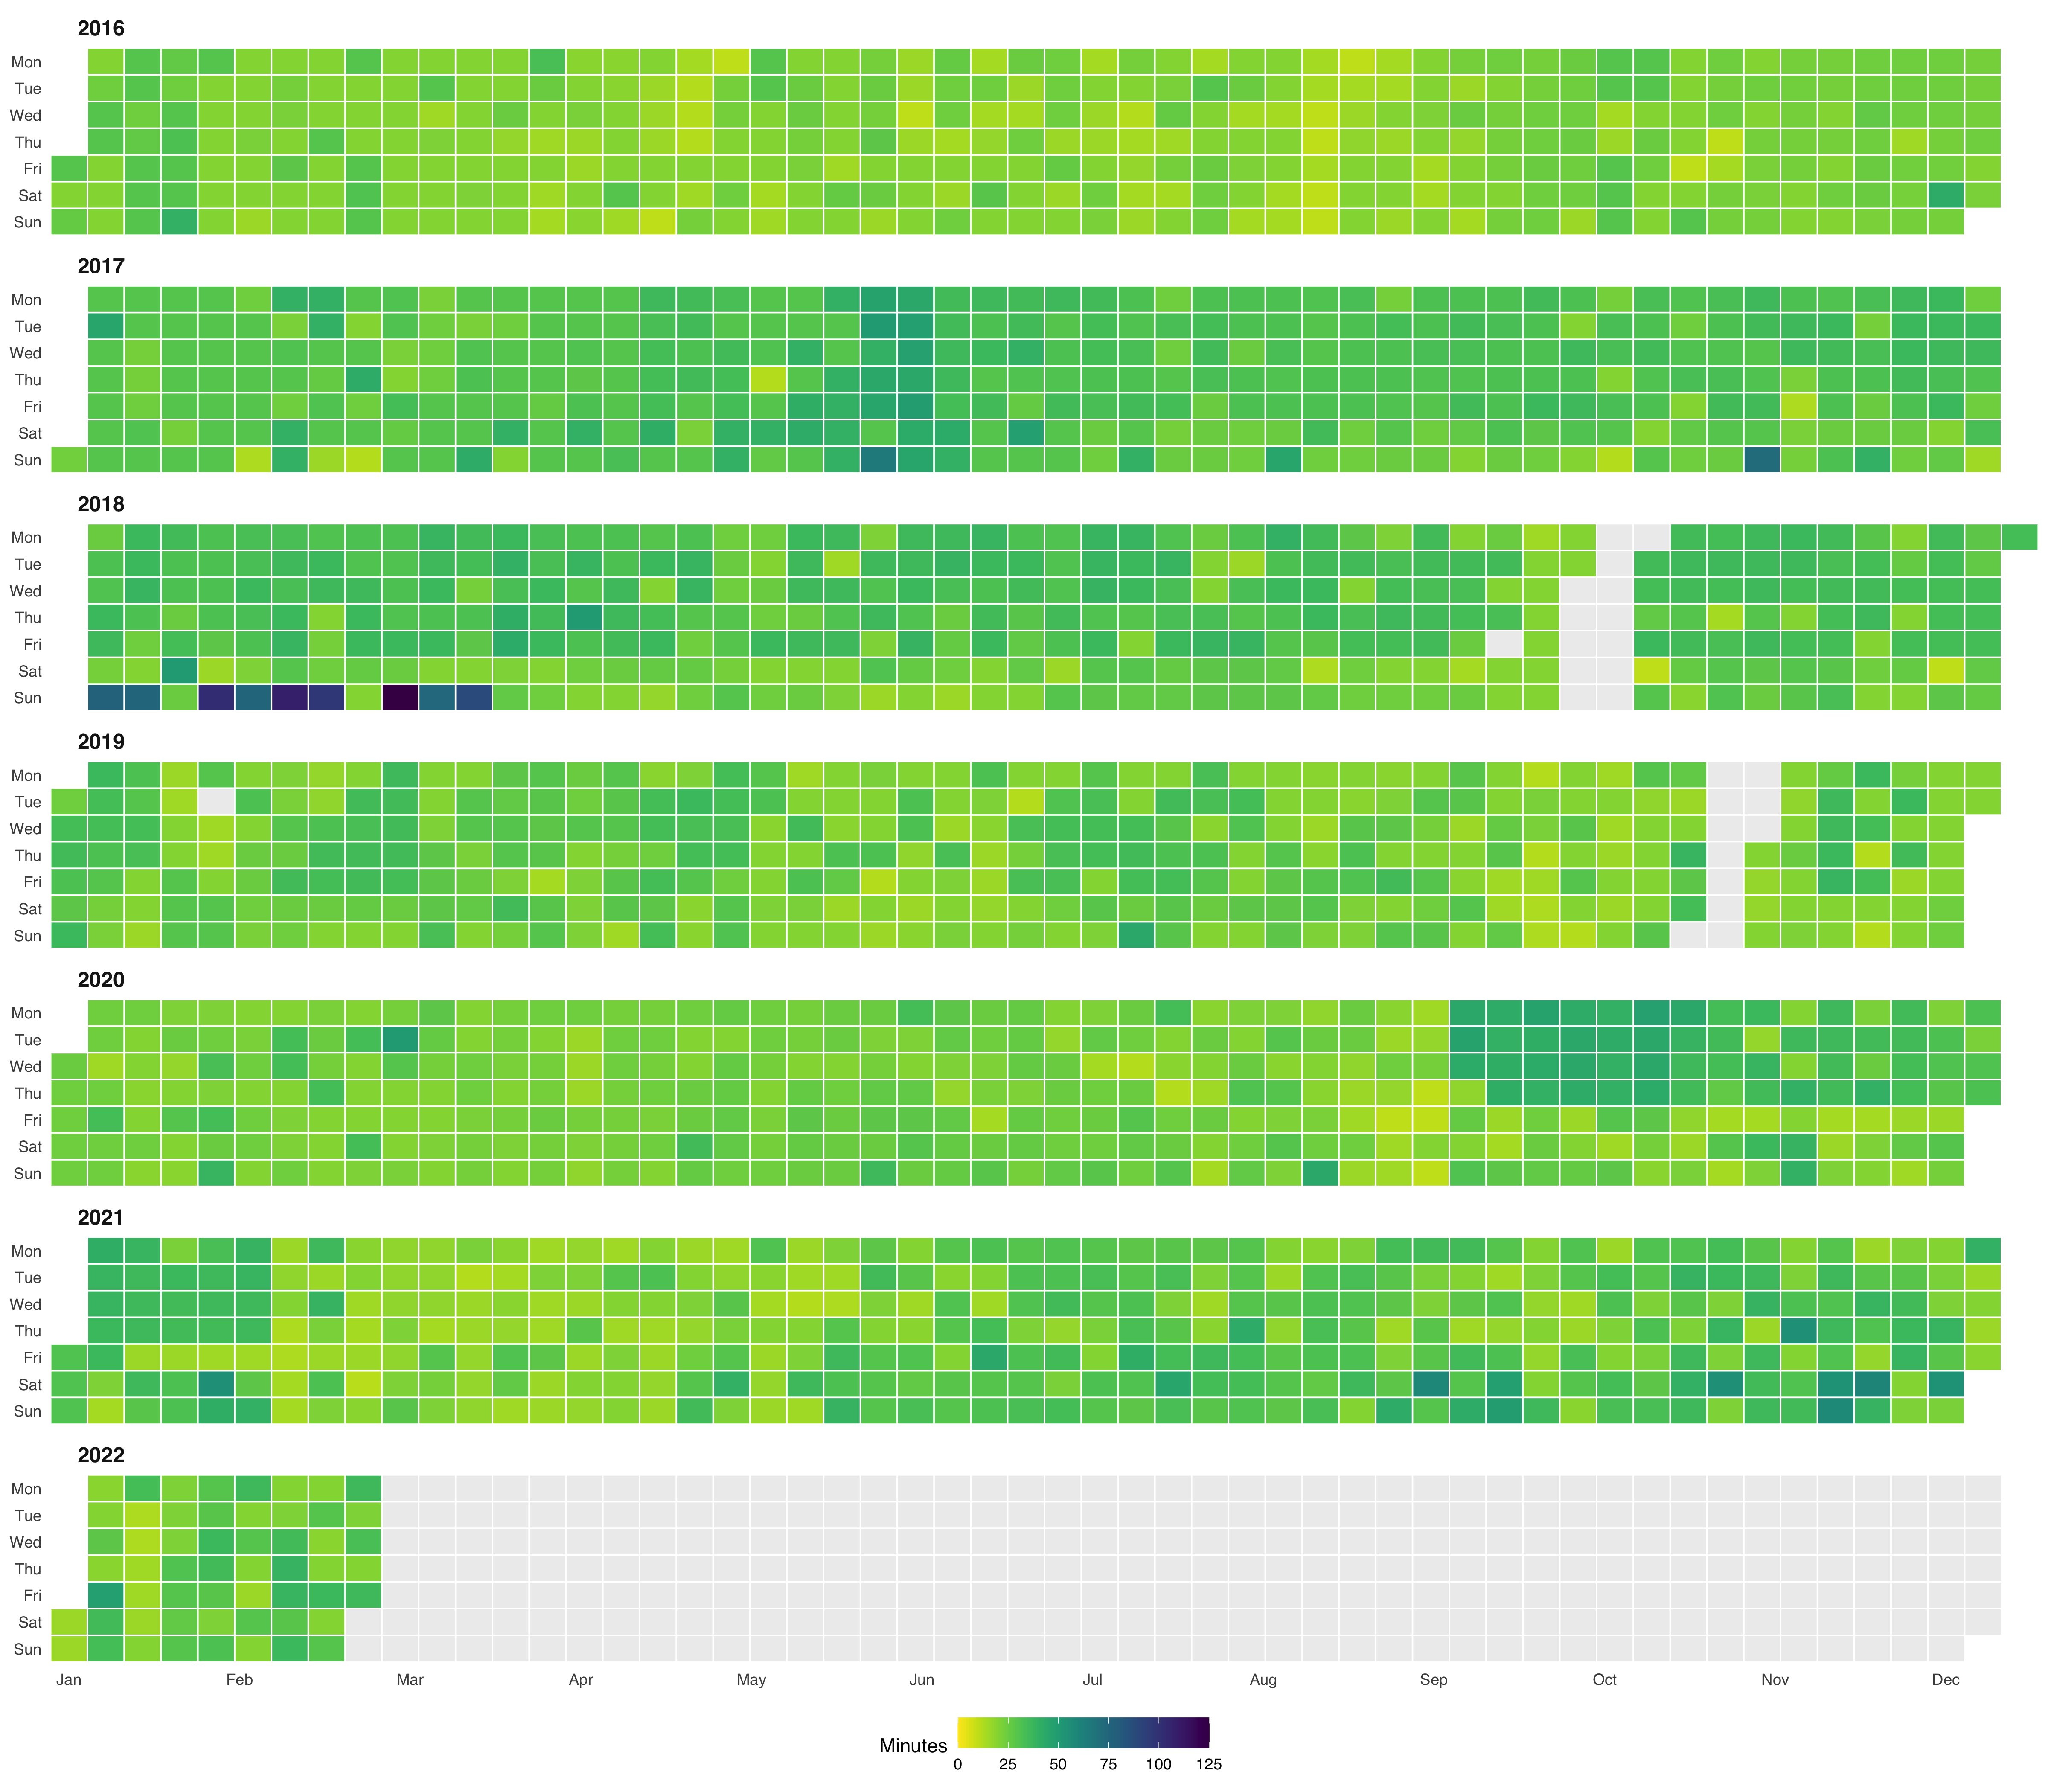 2016
Mon
Tue
Wed
Thu
Fri
Sat
Sun
2017
Mon
Tue
Wed
Thu
Fri
Sat
Sun
2018
Mon
Tue
Wed
Thu
Fri
Sat
Sun
2019
Mon
Tue
Wed
Thu
Fri
Sat
Sun
2020
Mon
Tue
Wed
Thu
Fri
Sat
Sun
2021
Mon
Tue
Wed
Thu
Fri
Sat
Sun
2022
Mon
Tue
Wed
Thu
Fri
Sat
Sun
Jan Feb Mar Apr May Jun Jul Aug Sep Oct Nov Dec
Minutes
0 25 50 75 100 125